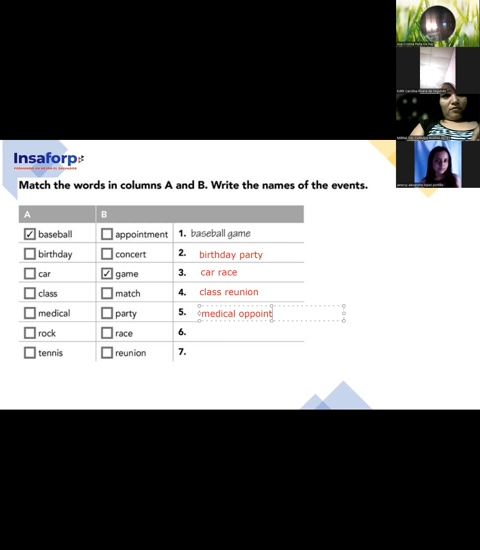 Insaforp
Match the words in columns A and B. Write the names of the events.
A B
baseball appointment 1. baseball game
birthday concert 2. birthday party
car game 3. car race
class match 4. class reunion
medical party 5. medical oppoint
rock race 6.
tennis reunion 7.